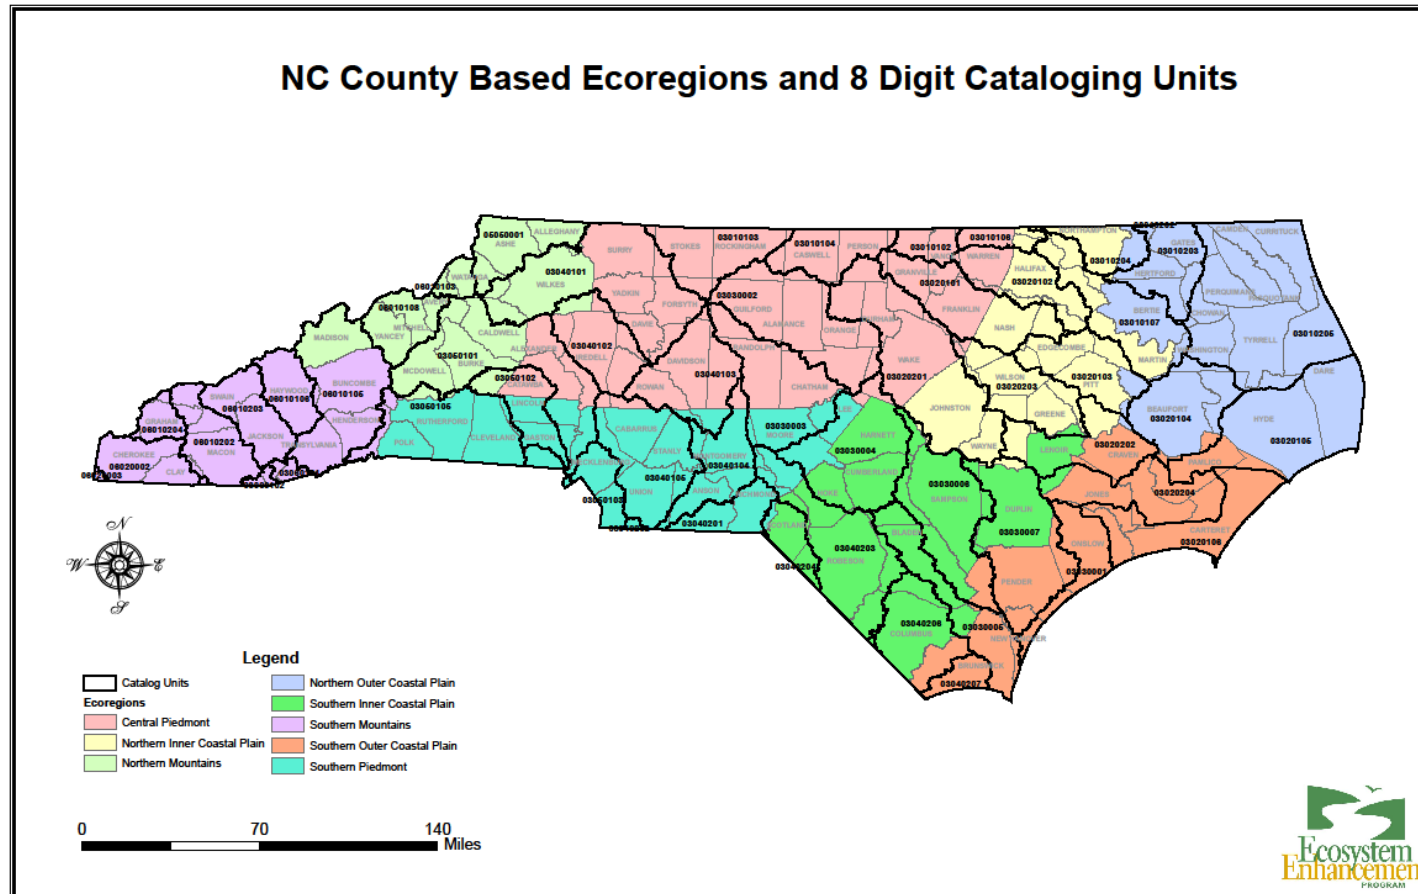 NC County Based Ecoregions and 8 Digit Cataloging Units
05050001
ALLEGHANY
ASHE
SURRY
STOKES
03010103
ROCKINGHAM
03010104
CASWELL
PERSON
03010102
WARREN
03010106
NORTHAMPTON
GATES
CAMDEN
CURRITUCK
GRANVILLE
HALIFAX
03010204
HERTFORD
03010203
03040101
WILKES
06010103
03020101
03020102
PERQUIMANS
YADKIN
FORSYTH
03030002
GUILFORD
FRANKLIN
BERTIE
CHOWAN
06010108
ALAMANCE
ORANGE
DURHAM
NASH
03010107
MADISON
YANCEY
MITCHELL
CALDWELL
DAVIE
EDGECOMBE
MARTIN
WASHINGTON
TYRRELL
03010205
03050101
BURKE
ALEXANDER
03040102
IREDELL
DAVIDSON
RANDOLPH
WAKE
MCDOWELL
03050102
CATAWBA
ROWAN
03040103
CHATHAM
03020201
WILSON
03020103
PITT
DARE
HAYWOOD
BUNCOMBE
06010106
06010105
SWAIN
06010203
03050105
RUTHERFORD
LINCOLN
LEE
JOHNSTON
03020203
GREENE
BEAUFORT
03020104
HYDE
GRAHAM
06010204
JACKSON
HENDERSON
TRANSYLVANIA
POLK
CLEVELAND
GASTON
CABARRUS
STANLY
MONTGOMERY
03030003
MOORE
HARNETT
WAYNE
LENOIR
03020202
CRAVEN
03020105
06010202
MACON
CHEROKEE
06020002
CLAY
MECKLENBURG
03040104
03030004
CUMBERLAND
PAMLICO
03040105
UNION
ANSON
RICHMOND
HOKE
03030006
SAMPSON
DUPLIN
JONES
03020204
03050103
03040201
SCOTLAND
BLADEN
03030007
ONSLOW
CARTERET
03020106
03040203
ROBESON
03040204
03030001
PENDER
03040206
COLUMBUS
03030005
NEW HANOVER
BRUNSWICK
03040207
N
W
E
S
Legend
Catalog Units
Ecoregions
Central Piedmont
Northern Inner Coastal Plain
Northern Mountains
Northern Outer Coastal Plain
Southern Inner Coastal Plain
Southern Mountains
Southern Outer Coastal Plain
Southern Piedmont
0 70 140
Miles
Ecosystem
Enhancement
PROGRAM